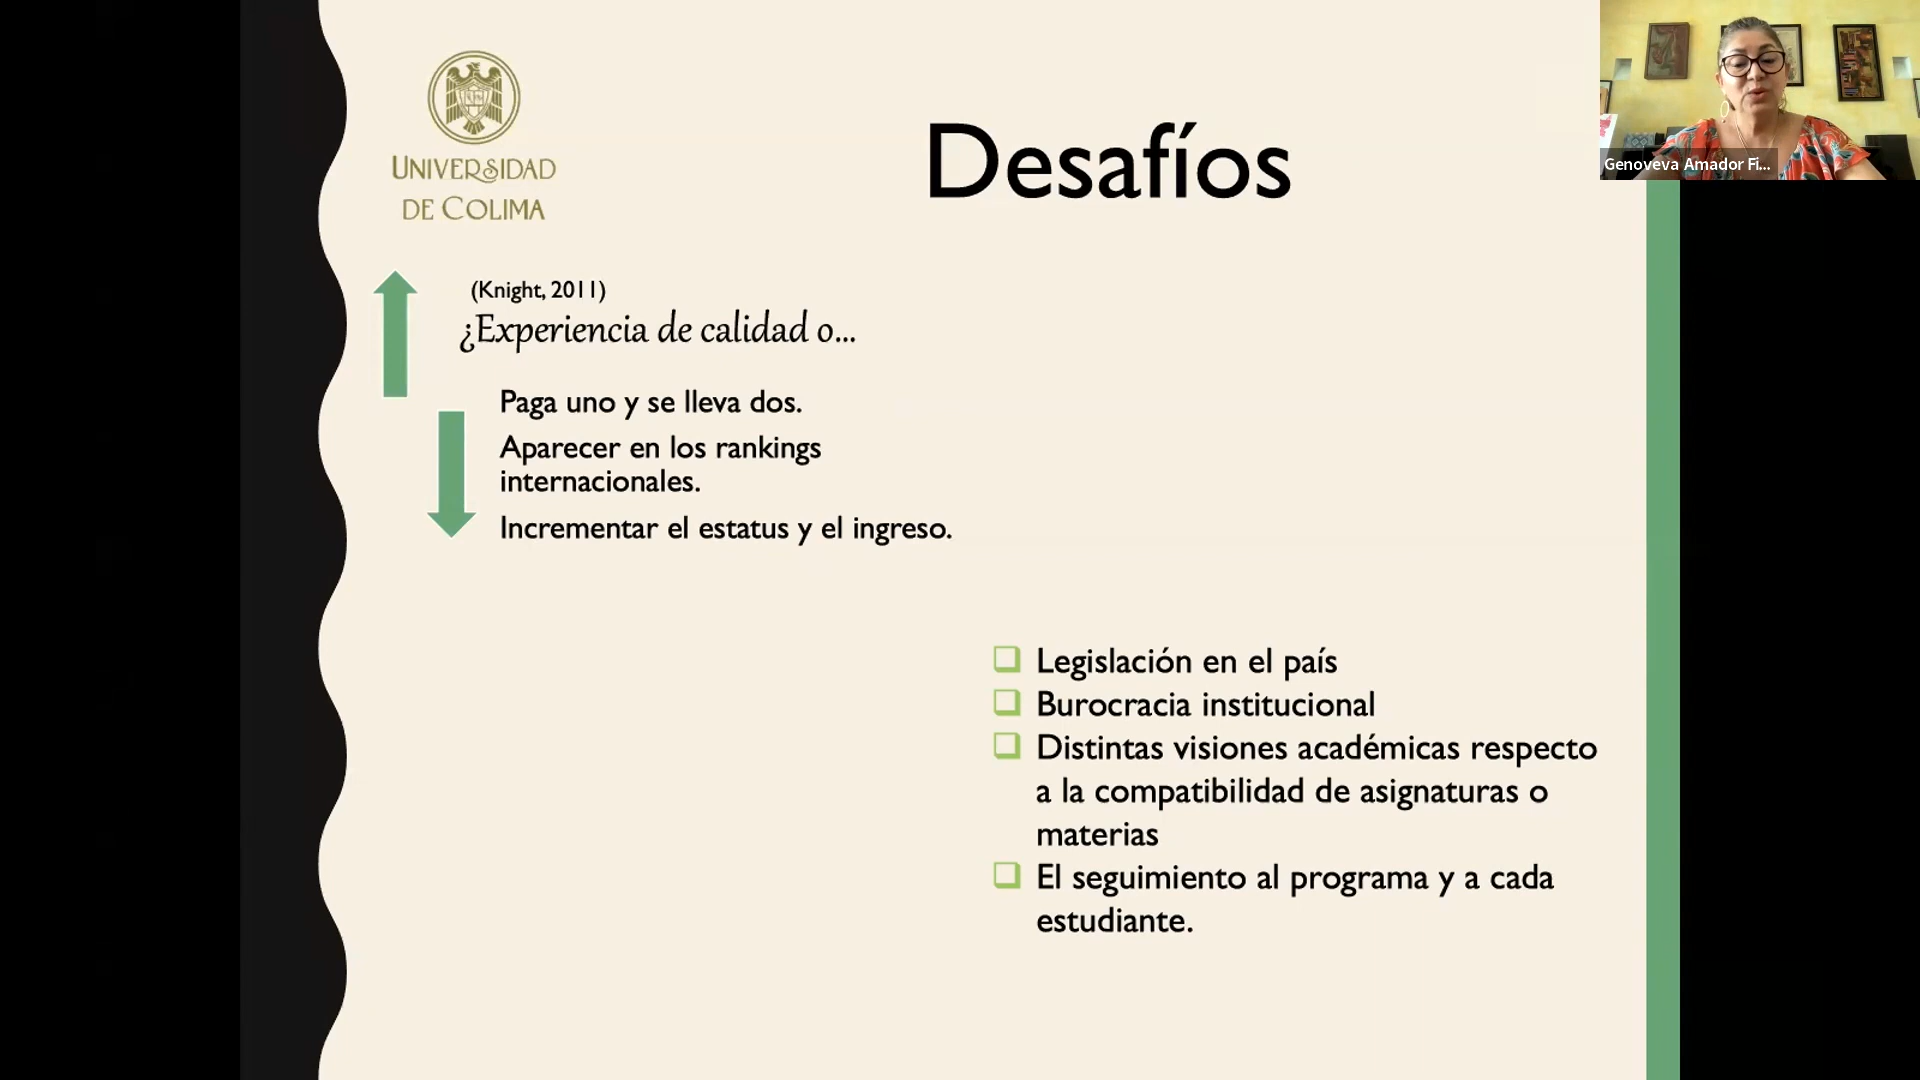 UNIVERSIDAD
DE COLIMA
Desafíos
Genoveva Amador Fi...
(Knight, 2011)
¿Experiencia de calidad o...
Paga uno y se lleva dos.
Aparecer en los rankings
internacionales.
Incrementar el estatus y el ingreso.
Legislación en el país
Burocracia institucional
Distintas visiones académicas respecto
a la compatibilidad de asignaturas o
materias
El seguimiento al programa y a cada
estudiante.